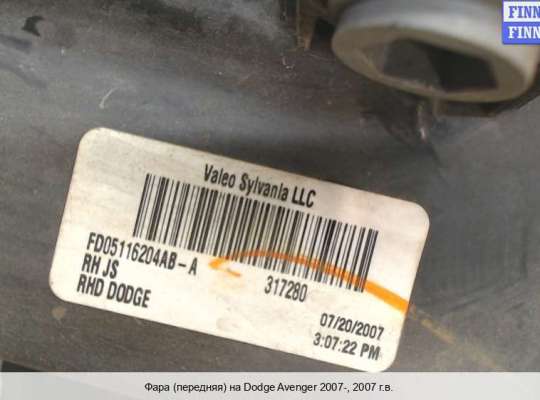 FINN
FINN
Valeo Sylvania LLC
FD05116204AB-A
317280
RH JS
RHD DODGE
07/20/2007
3:07:22 PM
Фара (передняя) на Dodge Avenger 2007-, 2007 г.в.